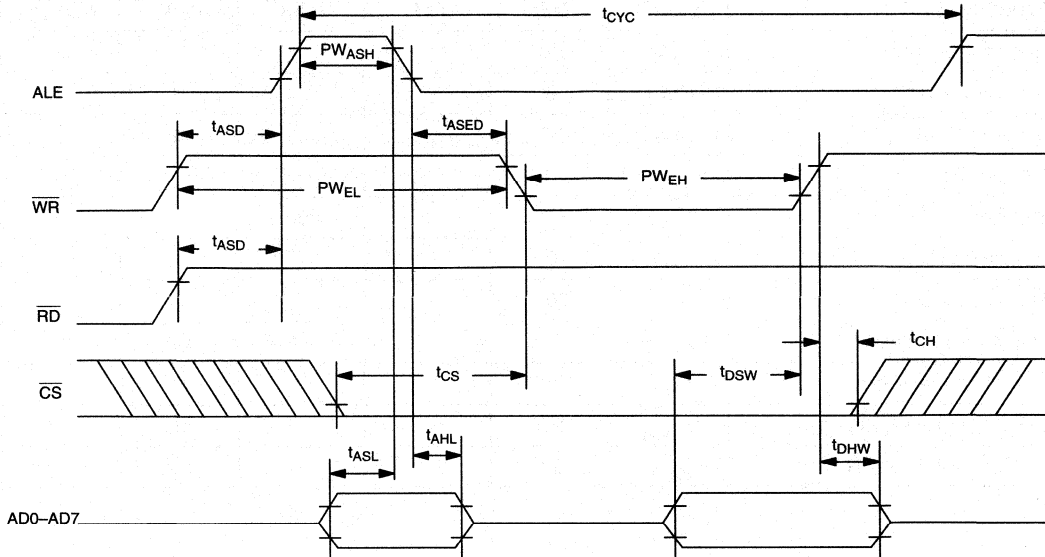 tCYC
PWASH
ALE
tASD
tASED
PWEL
PWEH
WR
tASD
RD
tCH
tCS
tDSW
CS
tASL
tAHL
tDHW
AD0–AD7